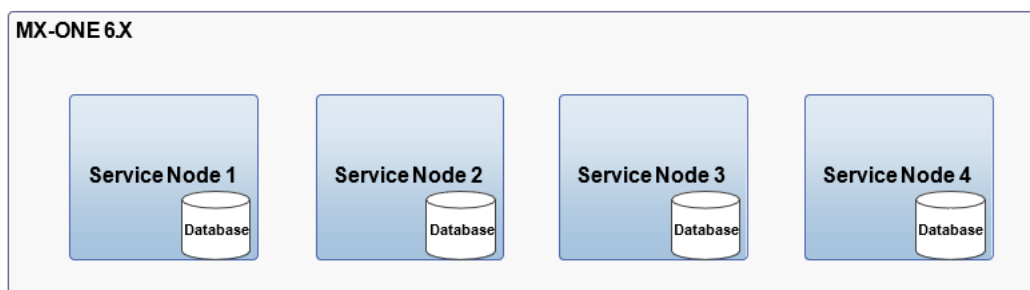 MX-ONE 6.X
Service Node 1
Service Node 2
Service Node 3
Service Node 4
Database
Database
Database
Database